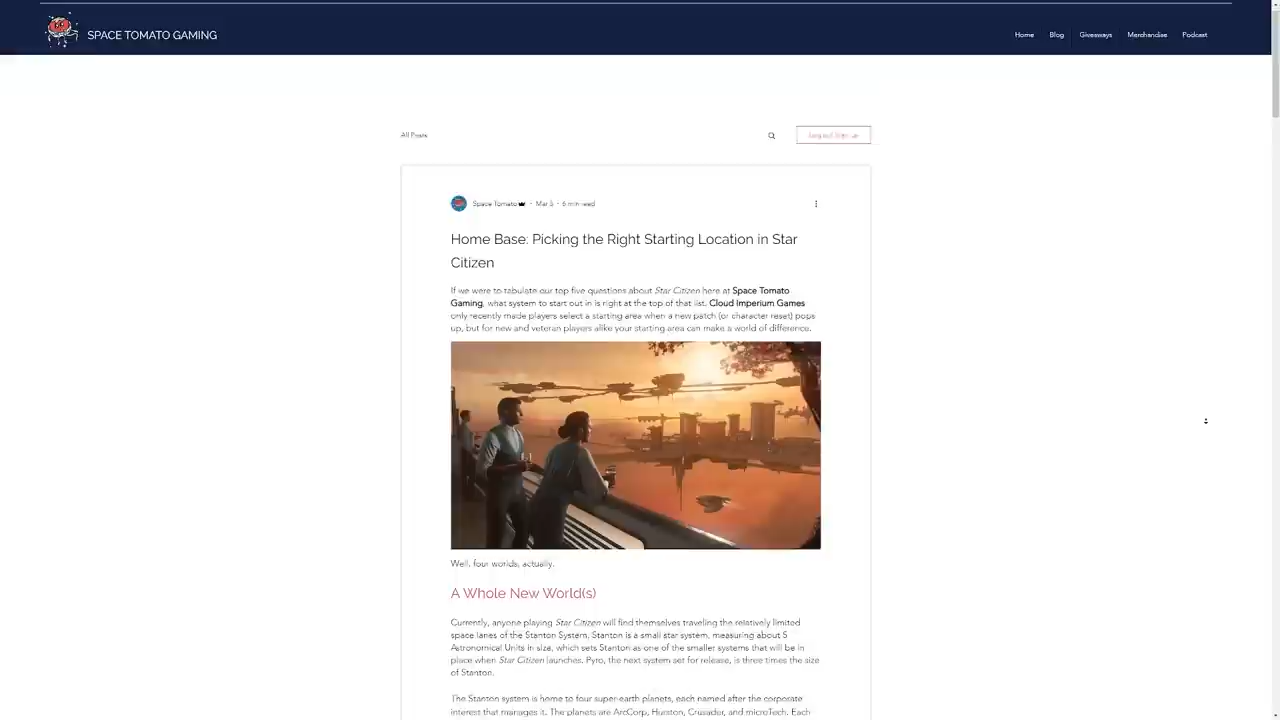 SPACE TOMATO GAMING
Home Blog Giveaways Merchandise Podcast
All Posts
Space Tomato · Mar 5 · 6 min read
Home Base: Picking the Right Starting Location in Star
Citizen
If we were to tabulate our top five questions about Star Citizen here at Space Tomato
Gaming, what system to start out in is right at the top of that list. Cloud Imperium Games
only recently made players select a starting area when a new patch (or character reset) pops
up, but for new and veteran players alike your starting area can make a world of difference.
Well, four worlds, actually.
A Whole New World(s)
Currently, anyone playing Star Citizen will find themselves traveling the relatively limited
space lanes of the Stanton System. Stanton is a small star system, measuring about 5
Astronomical Units in size, which sets Stanton as one of the smaller systems that will be in
place when Star Citizen launches. Pyro, the next system set for release, is three times the size
of Stanton.
The Stanton system is home to four super-earth planets, each named after the corporate
interest that manages it. The planets are ArcCorp, Hurston, Crusader, and microTech. Each